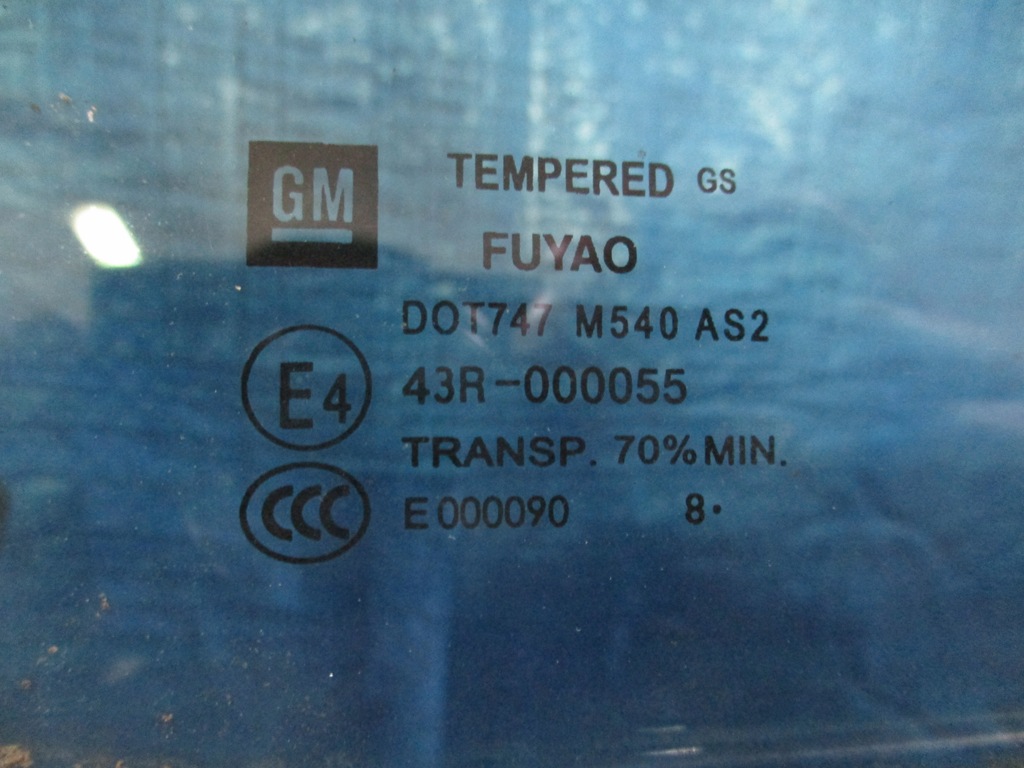 GM
TEMPERED GS
FUYAO
DOT747 M540 AS2
E4 43R-000055
TRANSP. 70% MIN.
CCC E000090 8•